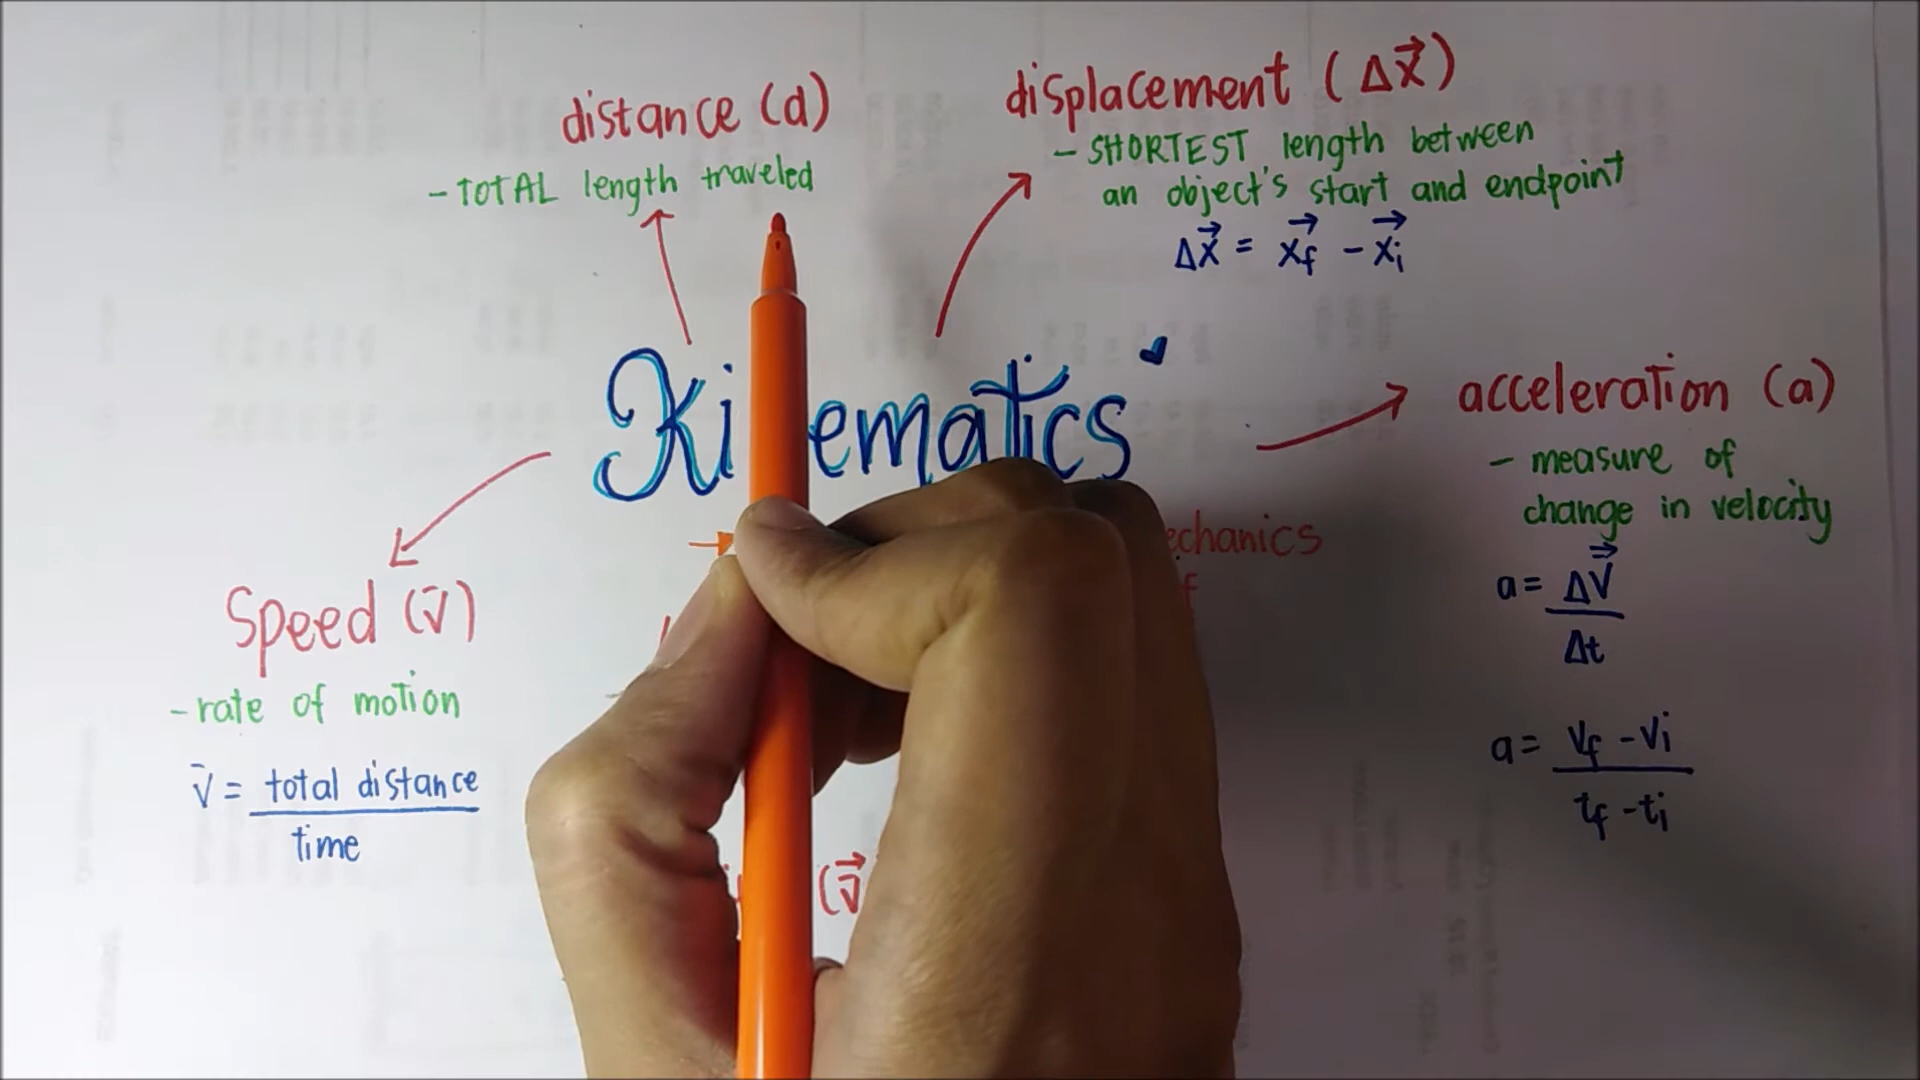 distance (d)
- TOTAL length traveled
displacement (Δx⃗)
- SHORTEST length between
an object's start and endpoint
Δx⃗ = x⃗f - x⃗i
acceleration (a)
- measure of
change in velocity
a = Δv⃗
Δt
a = Vf - Vi
tf - ti
Speed (v̄)
- rate of motion
v̄ = total distance
time
(v⃗